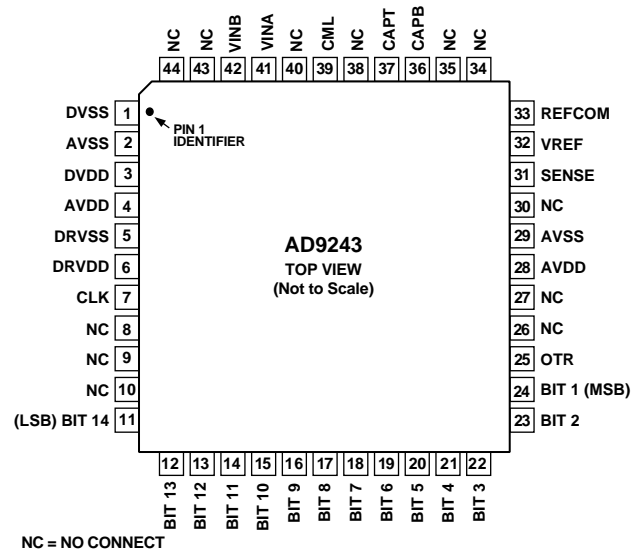 NC NC VINB VINA NC CML NC CAPT CAPB NC NC
44 43 42 41 40 39 38 37 36 35 34
DVSS 1
AVSS 2
DVDD 3
AVDD 4
DRVSS 5
DRVDD 6
CLK 7
NC 8
NC 9
NC 10
(LSB) BIT 14 11
PIN 1
IDENTIFIER
AD9243
TOP VIEW
(Not to Scale)
33 REFCOM
32 VREF
31 SENSE
30 NC
29 AVSS
28 AVDD
27 NC
26 NC
25 OTR
24 BIT 1 (MSB)
23 BIT 2
12 13 14 15 16 17 18 19 20 21 22
BIT 13 BIT 12 BIT 11 BIT 10 BIT 9 BIT 8 BIT 7 BIT 6 BIT 5 BIT 4 BIT 3
NC = NO CONNECT